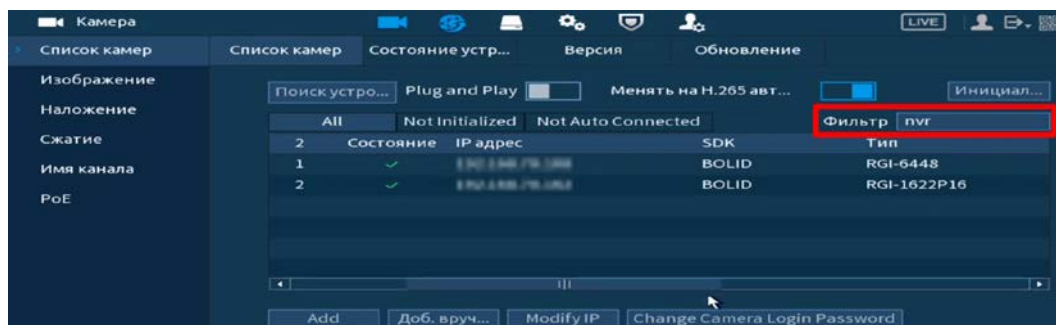 Камера LIVE
Список камер Список камер Состояние устр... Версия Обновление
Изображение
Поиск устро... Plug and Play Менять на H.265 авт... Инициал...
Наложение
All Not Initialized Not Auto Connected Фильтр nvr
Сжатие
2 Состояние IP адрес SDK Тип
Имя канала
1 BOLID RGI-6448
2 BOLID RGI-1622P16
PoE
Add Доб. вруч... Modify IP Change Camera Login Password